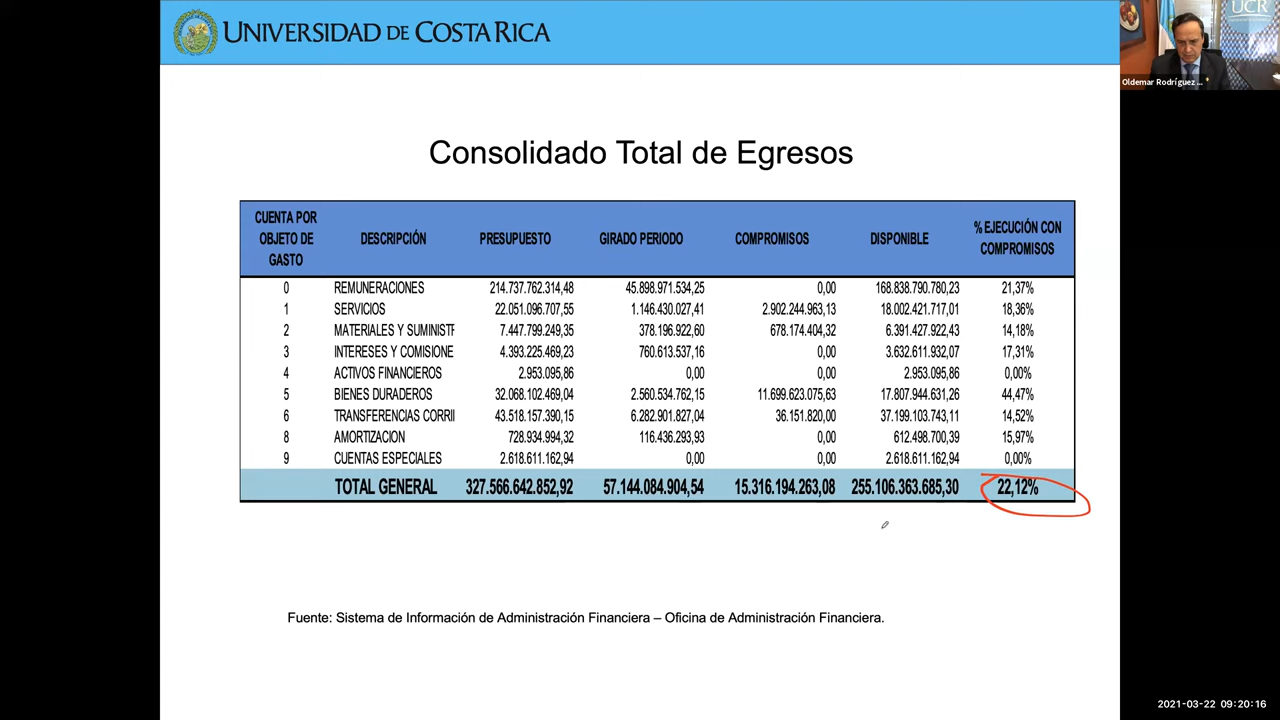 UNIVERSIDAD DE COSTA RICA
UCR
Oldemar Rodríguez ...
Consolidado Total de Egresos
CUENTA POR OBJETO DE GASTO DESCRIPCIÓN PRESUPUESTO GIRADO PERIODO COMPROMISOS DISPONIBLE % EJECUCIÓN CON COMPROMISOS
0 REMUNERACIONES 214.737.762.314,48 45.898.971.534,25 0,00 168.838.790.780,23 21,37%
1 SERVICIOS 22.051.096.707,55 1.146.430.027,41 2.902.244.963,13 18.002.421.717,01 18,36%
2 MATERIALES Y SUMINISTR 7.447.799.249,35 378.196.922,60 678.174.404,32 6.391.427.922,43 14,18%
3 INTERESES Y COMISIONE 4.393.225.469,23 760.613.537,16 0,00 3.632.611.932,07 17,31%
4 ACTIVOS FINANCIEROS 2.953.095,86 0,00 0,00 2.953.095,86 0,00%
5 BIENES DURADEROS 32.068.102.469,04 2.560.534.762,15 11.699.623.075,63 17.807.944.631,26 44,47%
6 TRANSFERENCIAS CORRII 43.518.157.390,15 6.282.901.827,04 36.151.820,00 37.199.103.743,11 14,52%
8 AMORTIZACION 728.934.994,32 116.436.293,93 0,00 612.498.700,39 15,97%
9 CUENTAS ESPECIALES 2.618.611.162,94 0,00 0,00 2.618.611.162,94 0,00%
TOTAL GENERAL 327.566.642.852,92 57.144.084.904,54 15.316.194.263,08 255.106.363.685,30 22,12%
Fuente: Sistema de Información de Administración Financiera – Oficina de Administración Financiera.
2021-03-22 09:20:16